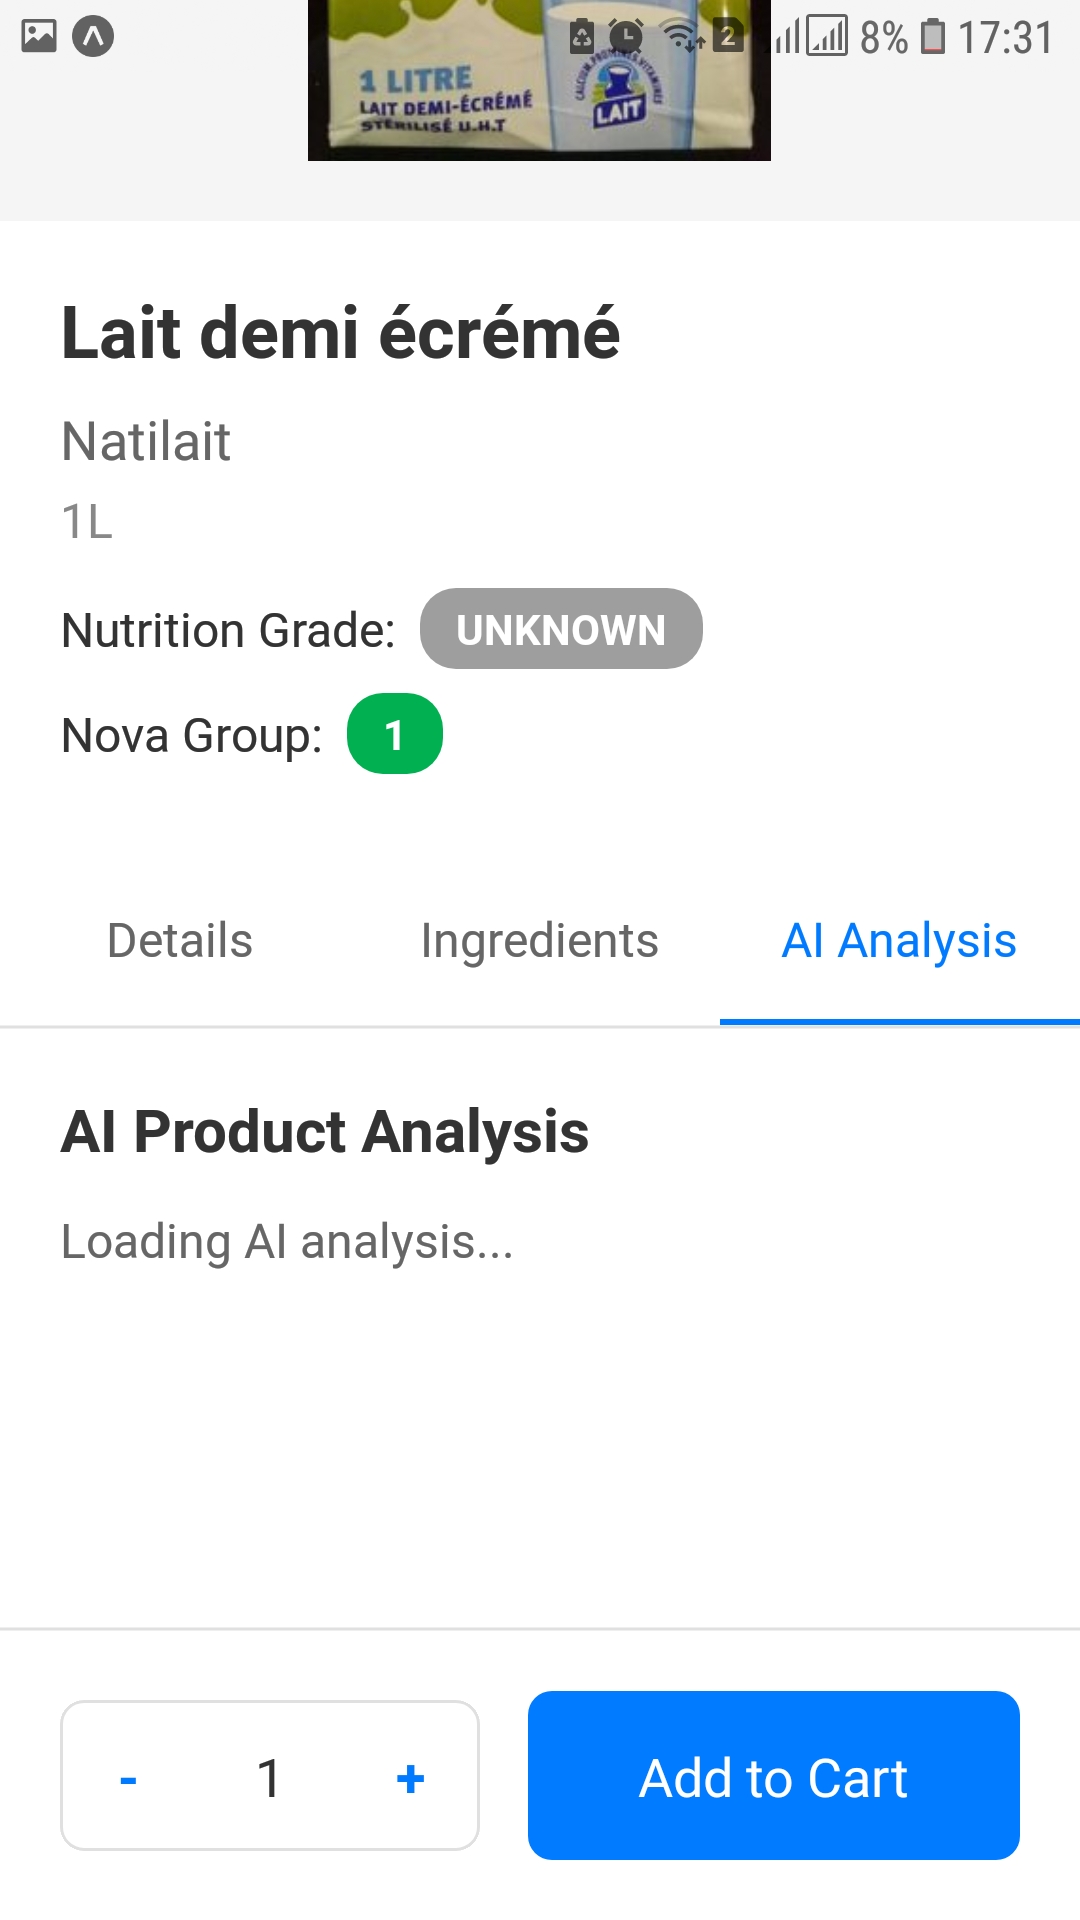 2 8% 17:31
1 LITRE
LAIT DEMI-ÉCRÉMÉ
STÉRILISÉ U.H.T
LAIT
Lait demi écrémé
Natilait
1L
Nutrition Grade: UNKNOWN
Nova Group: 1
Details Ingredients AI Analysis
AI Product Analysis
Loading AI analysis...
- 1 + Add to Cart